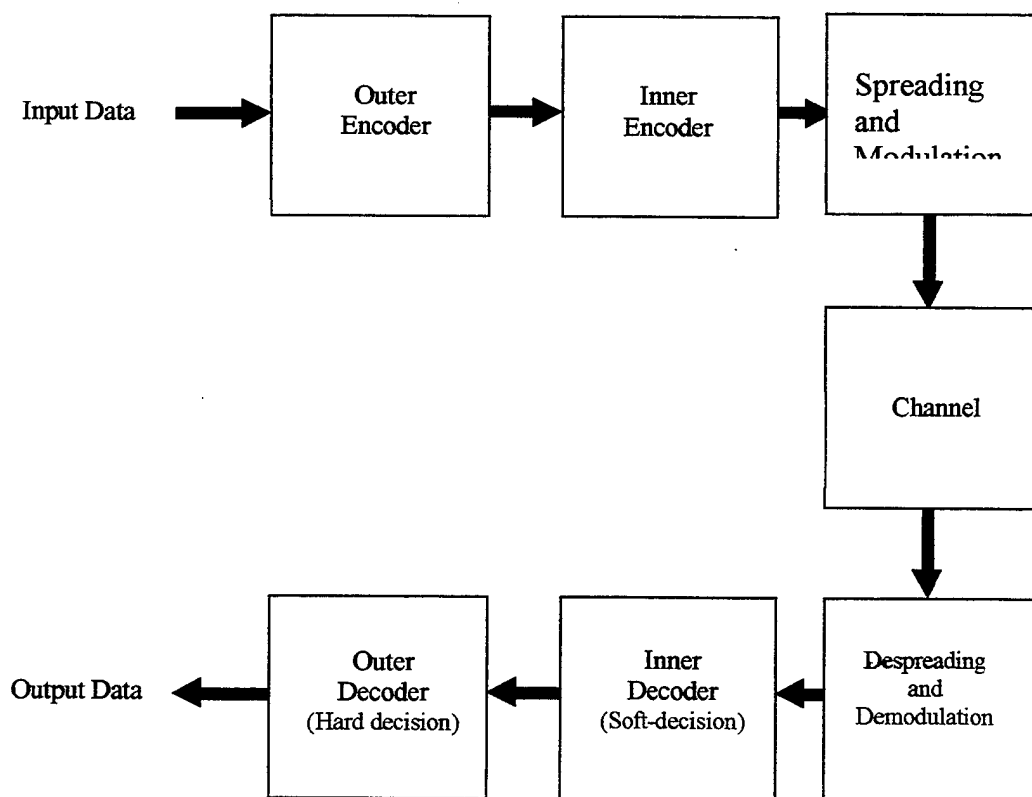 Input Data
Outer
Encoder
Inner
Encoder
Spreading
and
Modulation
Channel
Despreading
and
Demodulation
Inner
Decoder
(Soft-decision)
Outer
Decoder
(Hard decision)
Output Data